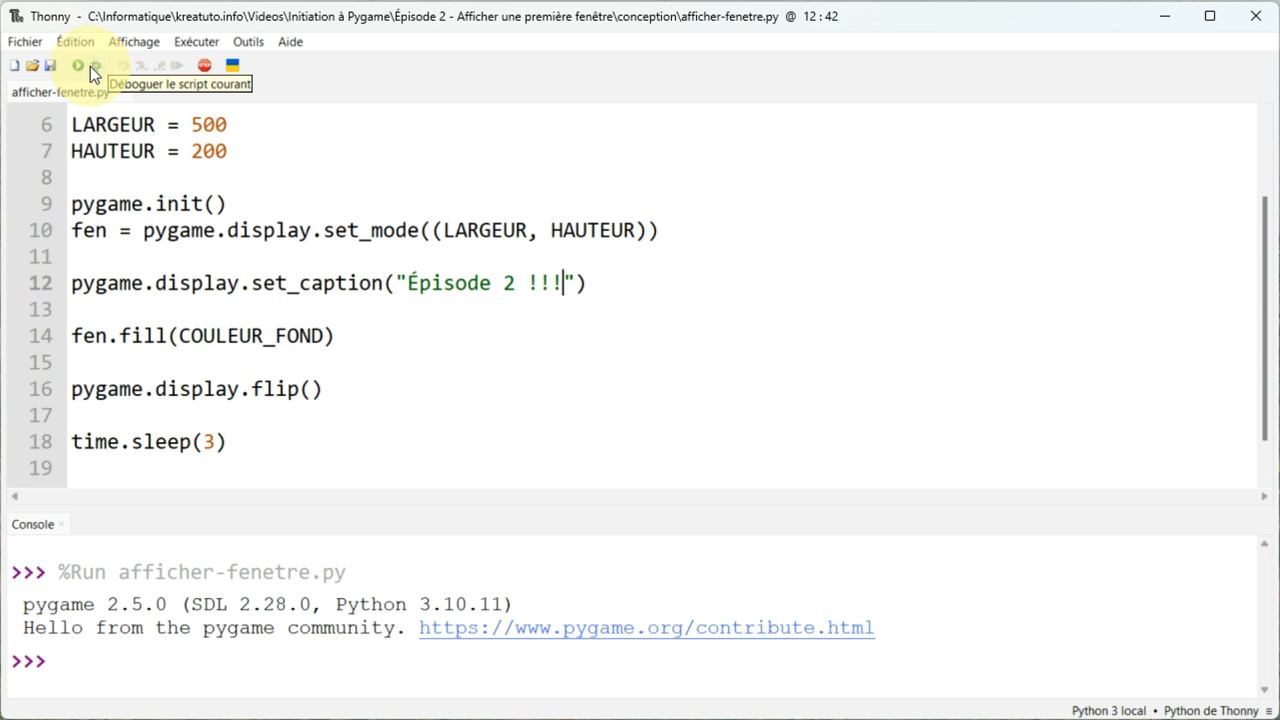 Thonny - C:\Informatique\kreatuto.info\Videos\Initiation à Pygame\Épisode 2 - Afficher une première fenêtre\conception\afficher-fenetre.py @ 12 : 42
Fichier Édition Affichage Exécuter Outils Aide
Déboguer le script courant
afficher-fenetre.py
6 LARGEUR = 500
7 HAUTEUR = 200
8
9 pygame.init()
10 fen = pygame.display.set_mode((LARGEUR, HAUTEUR))
11
12 pygame.display.set_caption("Épisode 2 !!!")
13
14 fen.fill(COULEUR_FOND)
15
16 pygame.display.flip()
17
18 time.sleep(3)
19
Console ×
>>> %Run afficher-fenetre.py
pygame 2.5.0 (SDL 2.28.0, Python 3.10.11)
Hello from the pygame community. https://www.pygame.org/contribute.html
>>>
Python 3 local • Python de Thonny ≡